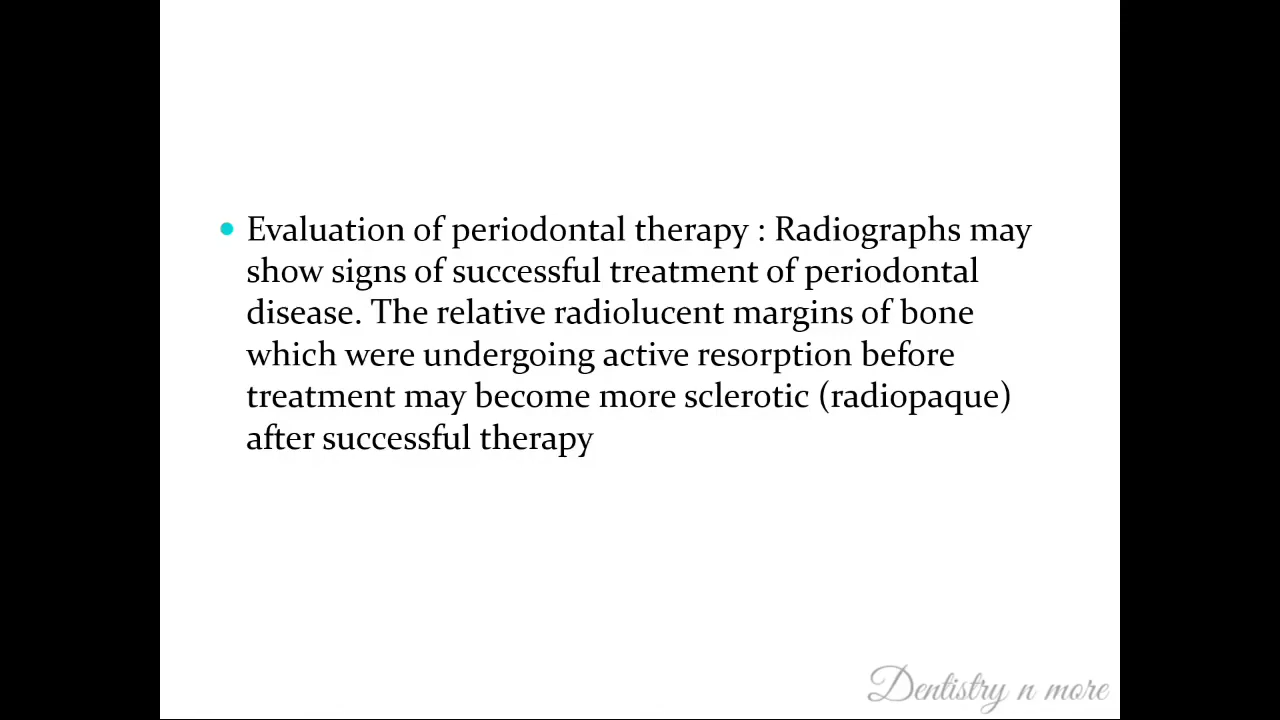 Evaluation of periodontal therapy : Radiographs may
show signs of successful treatment of periodontal
disease. The relative radiolucent margins of bone
which were undergoing active resorption before
treatment may become more sclerotic (radiopaque)
after successful therapy
Dentistry n more